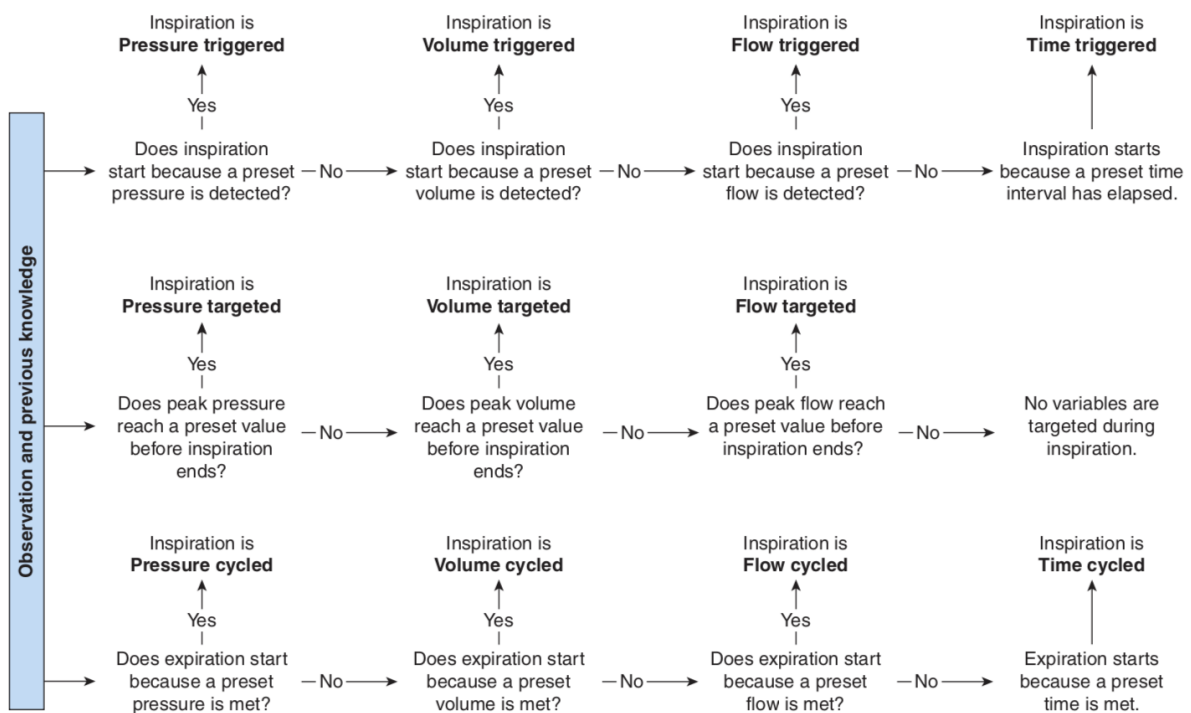 Observation and previous knowledge
Inspiration is
Pressure triggered
Inspiration is
Volume triggered
Inspiration is
Flow triggered
Inspiration is
Time triggered
Yes
Yes
Yes
Does inspiration
start because a preset
pressure is detected?
No
Does inspiration
start because a preset
volume is detected?
No
Does inspiration
start because a preset
flow is detected?
No
Inspiration starts
because a preset time
interval has elapsed.
Inspiration is
Pressure targeted
Inspiration is
Volume targeted
Inspiration is
Flow targeted
Yes
Yes
Yes
Does peak pressure
reach a preset value
before inspiration
ends?
No
Does peak volume
reach a preset value
before inspiration
ends?
No
Does peak flow reach
a preset value before
inspiration ends?
No
No variables are
targeted during
inspiration.
Inspiration is
Pressure cycled
Inspiration is
Volume cycled
Inspiration is
Flow cycled
Inspiration is
Time cycled
Yes
Yes
Yes
Does expiration start
because a preset
pressure is met?
No
Does expiration start
because a preset
volume is met?
No
Does expiration start
because a preset
flow is met?
No
Expiration starts
because a preset
time is met.